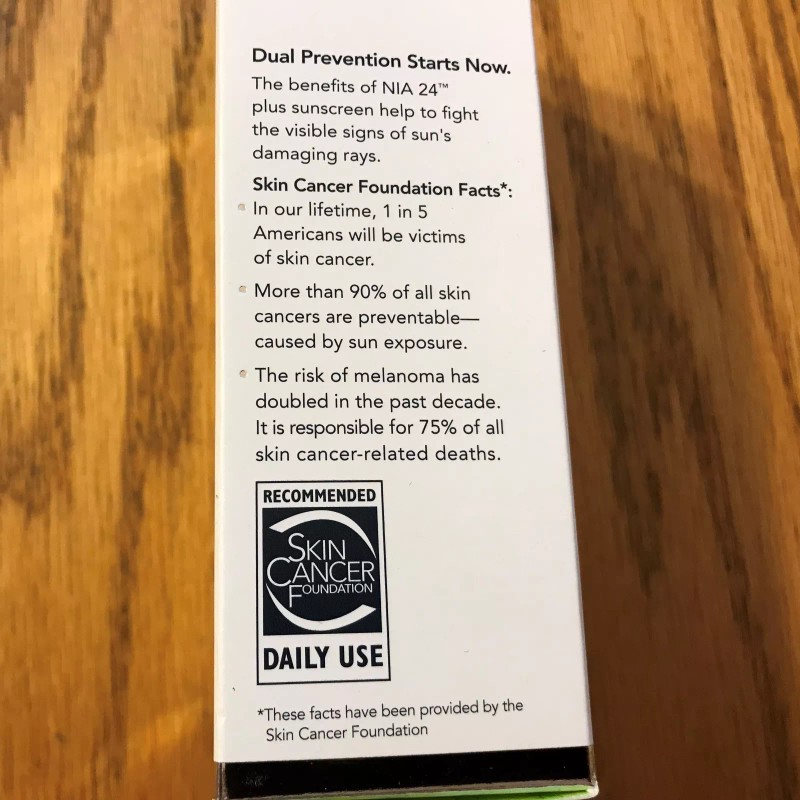 Dual Prevention Starts Now.
The benefits of NIA 24™
plus sunscreen help to fight
the visible signs of sun's
damaging rays.
Skin Cancer Foundation Facts*:
In our lifetime, 1 in 5
Americans will be victims
of skin cancer.
More than 90% of all skin
cancers are preventable—
caused by sun exposure.
The risk of melanoma has
doubled in the past decade.
It is responsible for 75% of all
skin cancer-related deaths.
RECOMMENDED
SKIN
CANCER
FOUNDATION
DAILY USE
*These facts have been provided by the
Skin Cancer Foundation